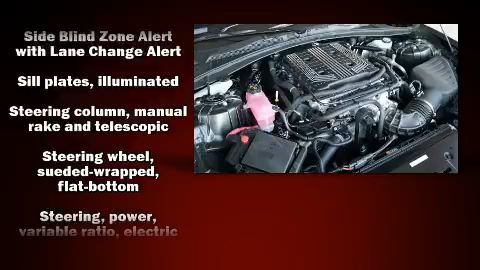 Side Blind Zone Alert
with Lane Change Alert
Sill plates, illuminated
Steering column, manual
rake and telescopic
Steering wheel,
sueded-wrapped,
flat-bottom
Steering, power,
variable ratio, electric